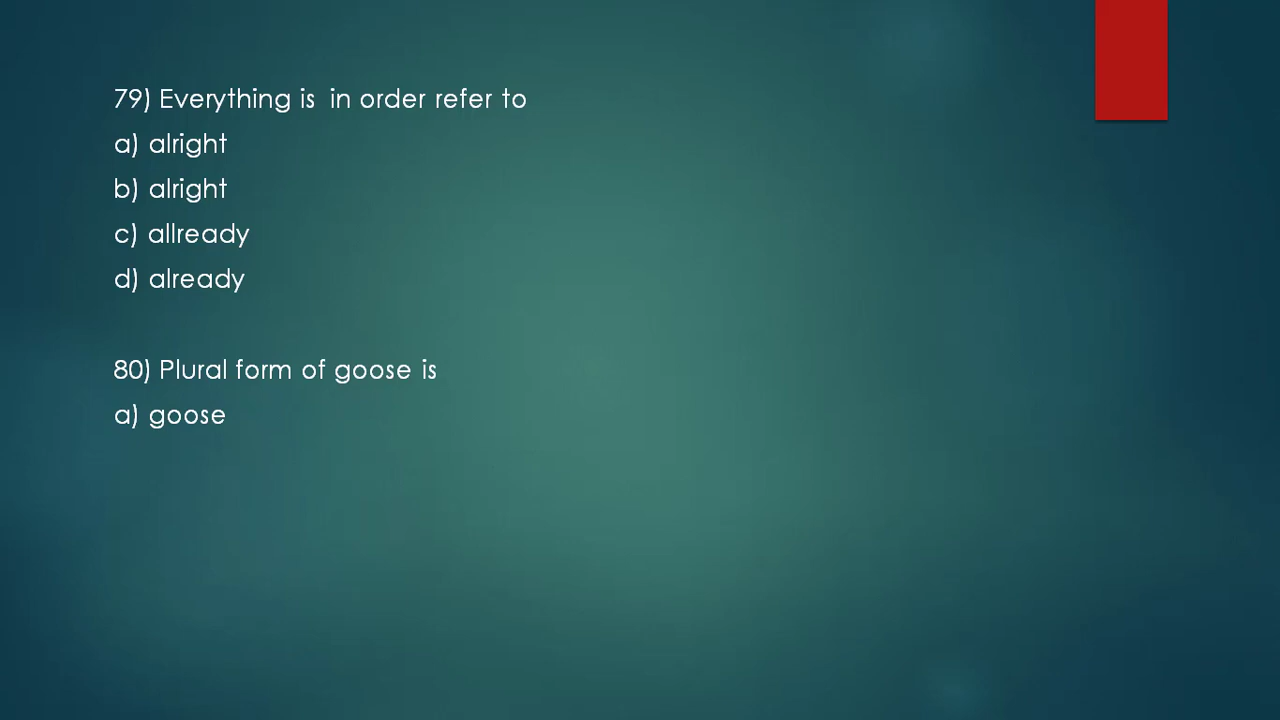 79) Everything is  in order refer to
a) alright
b) alright
c) allready
d) already
80) Plural form of goose is
a) goose